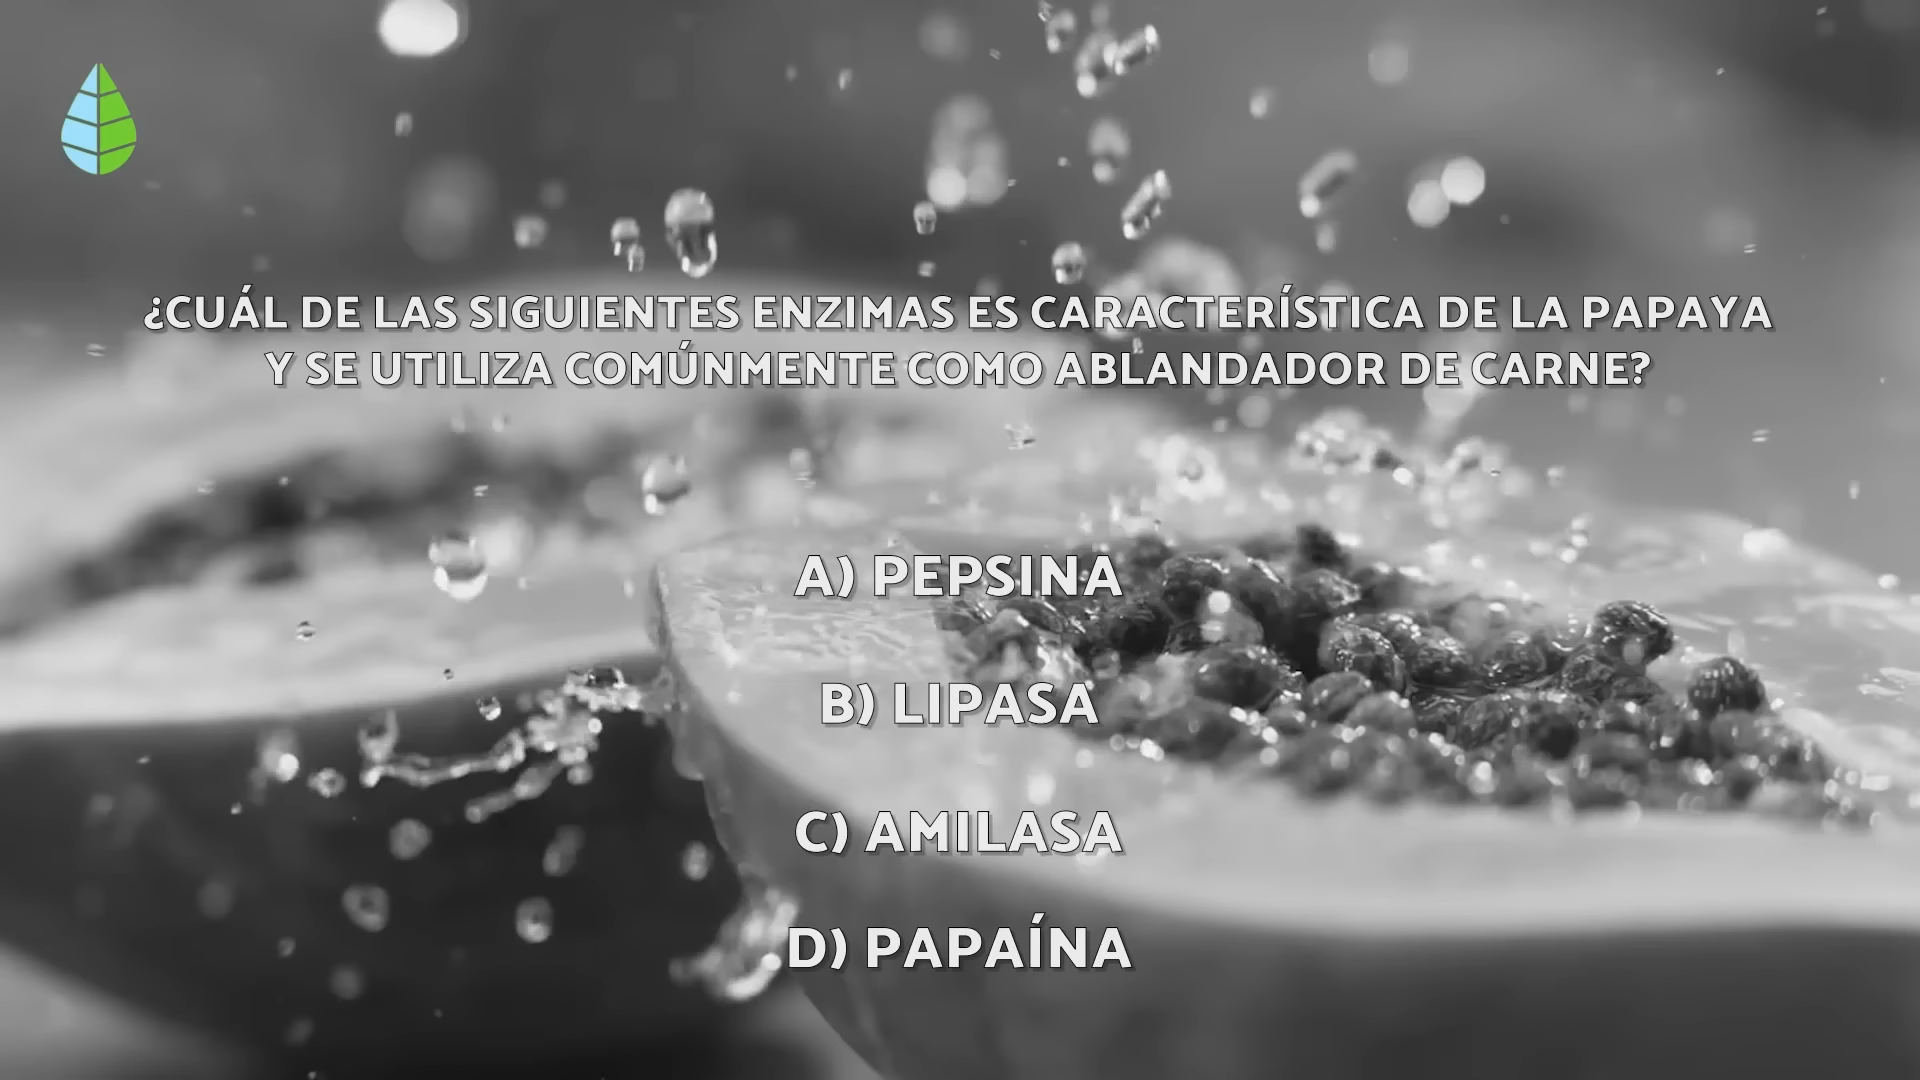 ¿CUÁL DE LAS SIGUIENTES ENZIMAS ES CARACTERÍSTICA DE LA PAPAYA
Y SE UTILIZA COMÚNMENTE COMO ABLANDADOR DE CARNE?
A) PEPSINA
B) LIPASA
C) AMILASA
D) PAPAÍNA